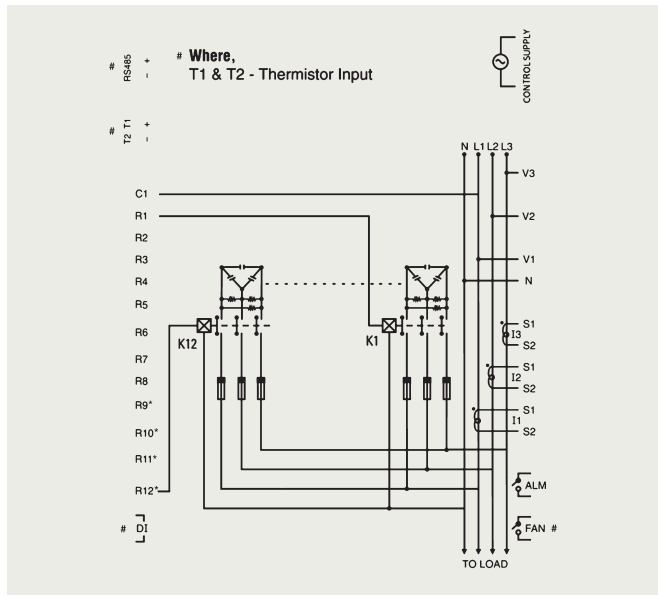 # RS485 + -
# Where,
T1 & T2 - Thermistor Input
CONTROL SUPPLY
# T2 T1 + -
N L1 L2 L3
V3
C1
R1
V2
R2
R3
V1
R4
N
R5
R6
K12
K1
S1
I3
S2
R7
S1
R8
I2
S2
R9*
S1
I1
R10*
S2
R11*
R12*
ALM
# DI
FAN #
TO LOAD